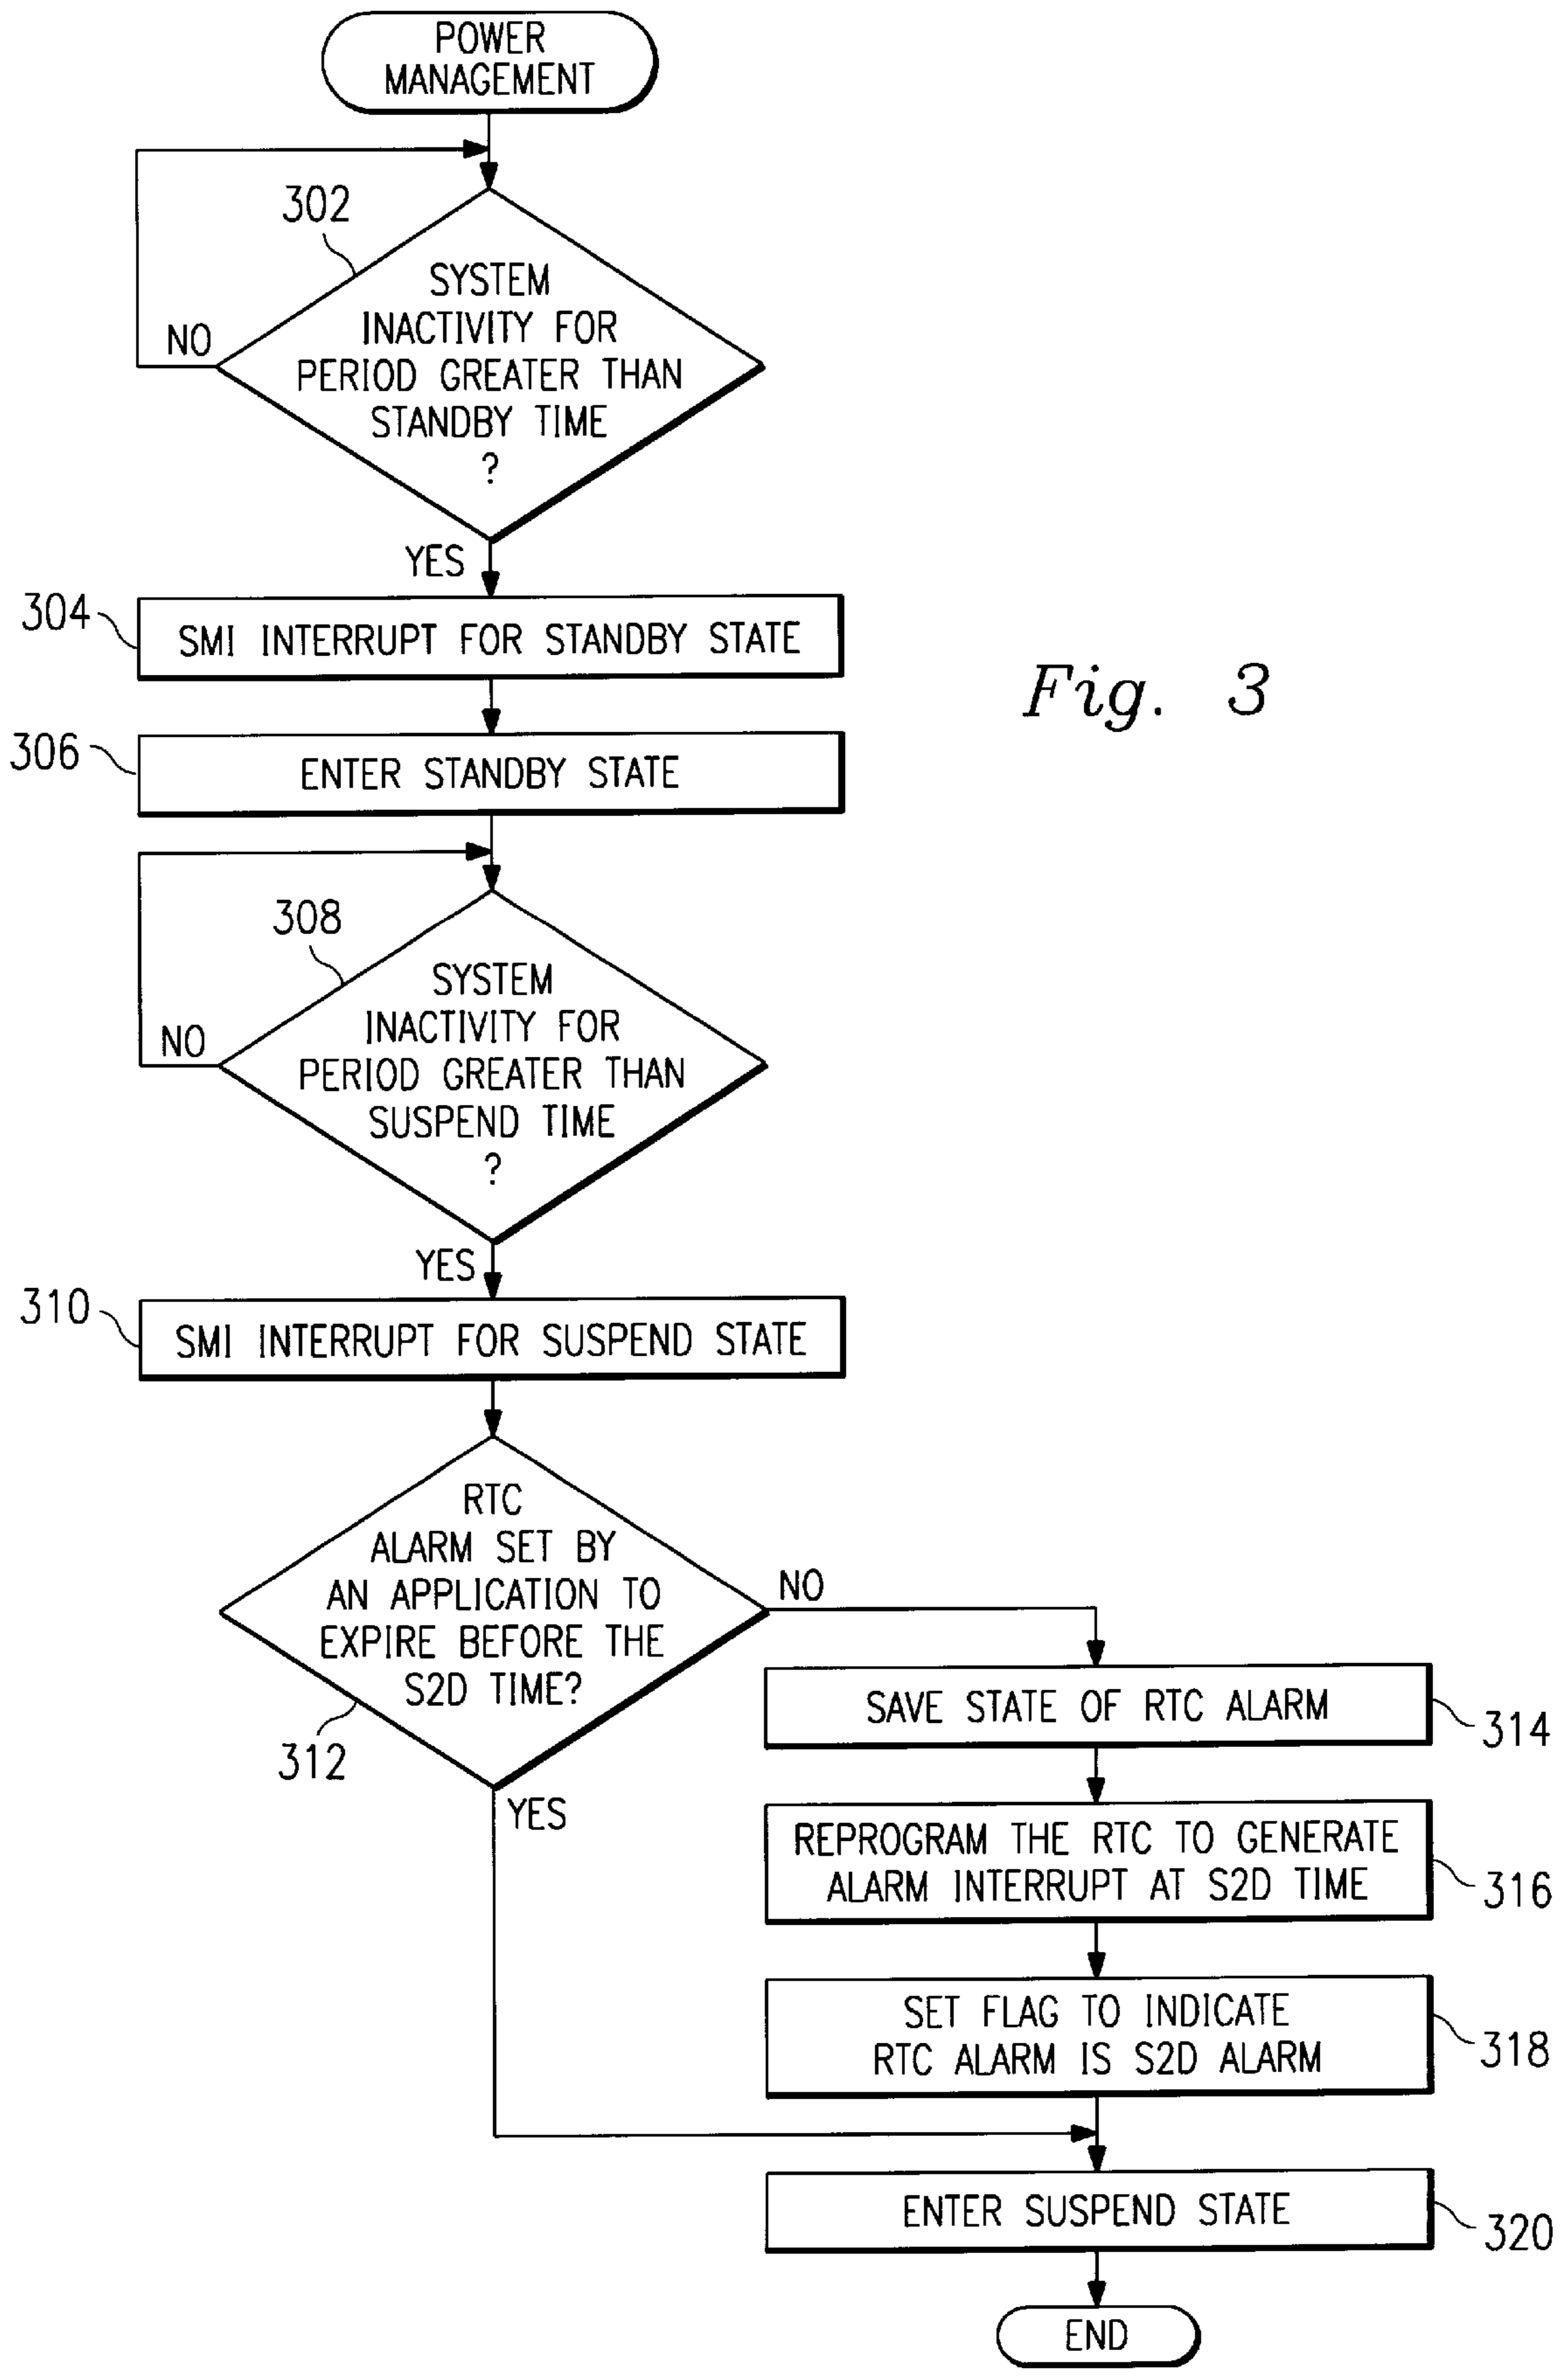 POWER
MANAGEMENT
302
SYSTEM
INACTIVITY FOR
PERIOD GREATER THAN
STANDBY TIME
?
NO
YES
304
SMI INTERRUPT FOR STANDBY STATE
Fig. 3
306
ENTER STANDBY STATE
308
SYSTEM
INACTIVITY FOR
PERIOD GREATER THAN
SUSPEND TIME
?
NO
YES
310
SMI INTERRUPT FOR SUSPEND STATE
RTC
ALARM SET BY
AN APPLICATION TO
EXPIRE BEFORE THE
S2D TIME?
312
NO
YES
SAVE STATE OF RTC ALARM
314
REPROGRAM THE RTC TO GENERATE
ALARM INTERRUPT AT S2D TIME
316
SET FLAG TO INDICATE
RTC ALARM IS S2D ALARM
318
ENTER SUSPEND STATE
320
END